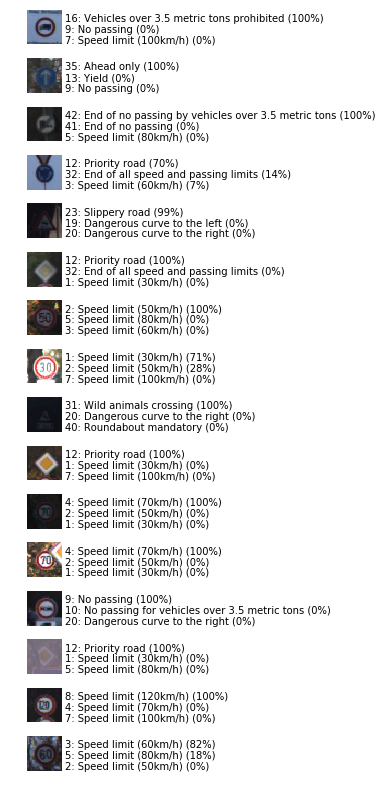 16: Vehicles over 3.5 metric tons prohibited (100%)
9: No passing (0%)
7: Speed limit (100km/h) (0%)
35: Ahead only (100%)
13: Yield (0%)
9: No passing (0%)
42: End of no passing by vehicles over 3.5 metric tons (100%)
41: End of no passing (0%)
5: Speed limit (80km/h) (0%)
12: Priority road (70%)
32: End of all speed and passing limits (14%)
3: Speed limit (60km/h) (7%)
23: Slippery road (99%)
19: Dangerous curve to the left (0%)
20: Dangerous curve to the right (0%)
12: Priority road (100%)
32: End of all speed and passing limits (0%)
1: Speed limit (30km/h) (0%)
50
2: Speed limit (50km/h) (100%)
5: Speed limit (80km/h) (0%)
3: Speed limit (60km/h) (0%)
30
1: Speed limit (30km/h) (71%)
2: Speed limit (50km/h) (28%)
7: Speed limit (100km/h) (0%)
31: Wild animals crossing (100%)
20: Dangerous curve to the right (0%)
40: Roundabout mandatory (0%)
12: Priority road (100%)
1: Speed limit (30km/h) (0%)
7: Speed limit (100km/h) (0%)
70
4: Speed limit (70km/h) (100%)
2: Speed limit (50km/h) (0%)
1: Speed limit (30km/h) (0%)
70
4: Speed limit (70km/h) (100%)
2: Speed limit (50km/h) (0%)
1: Speed limit (30km/h) (0%)
9: No passing (100%)
10: No passing for vehicles over 3.5 metric tons (0%)
20: Dangerous curve to the right (0%)
12: Priority road (100%)
1: Speed limit (30km/h) (0%)
5: Speed limit (80km/h) (0%)
120
8: Speed limit (120km/h) (100%)
4: Speed limit (70km/h) (0%)
7: Speed limit (100km/h) (0%)
60
3: Speed limit (60km/h) (82%)
5: Speed limit (80km/h) (18%)
2: Speed limit (50km/h) (0%)